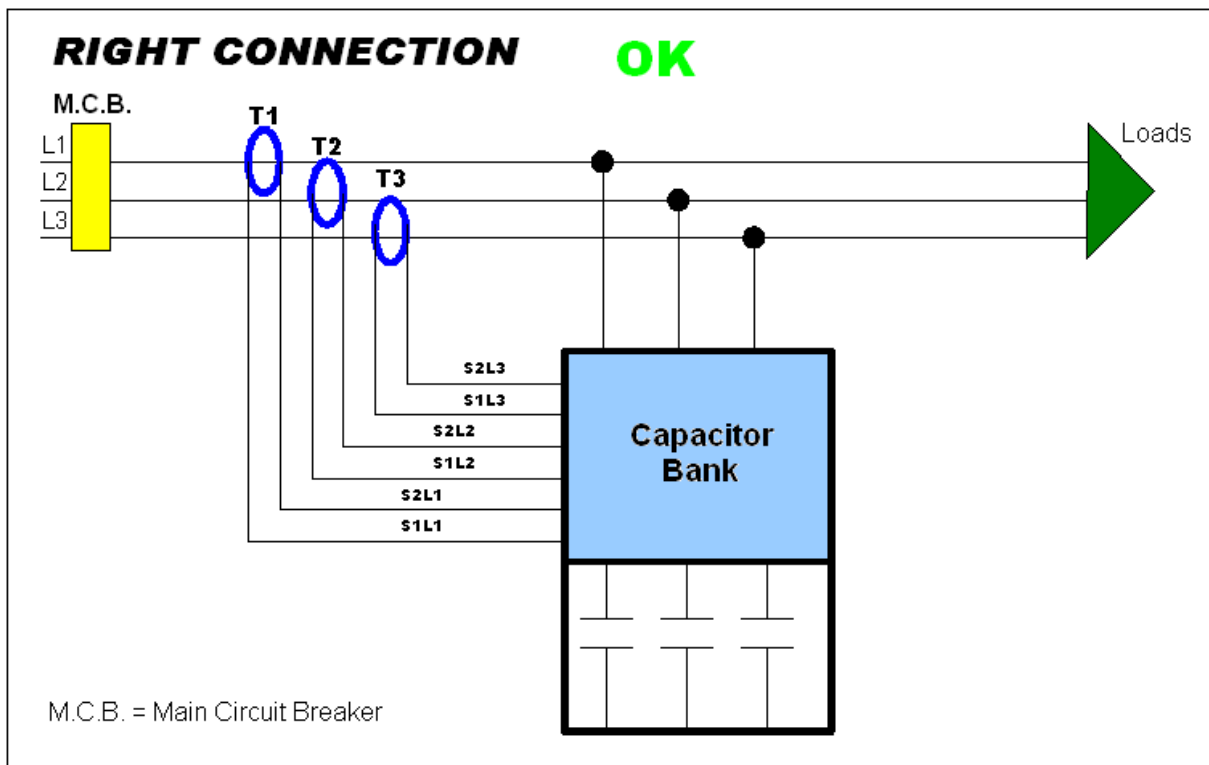 RIGHT CONNECTION OK
M.C.B.
T1
T2
T3
L1
L2
L3
Loads
S2L3
S1L3
S2L2
S1L2
S2L1
S1L1
Capacitor
Bank
M.C.B. = Main Circuit Breaker